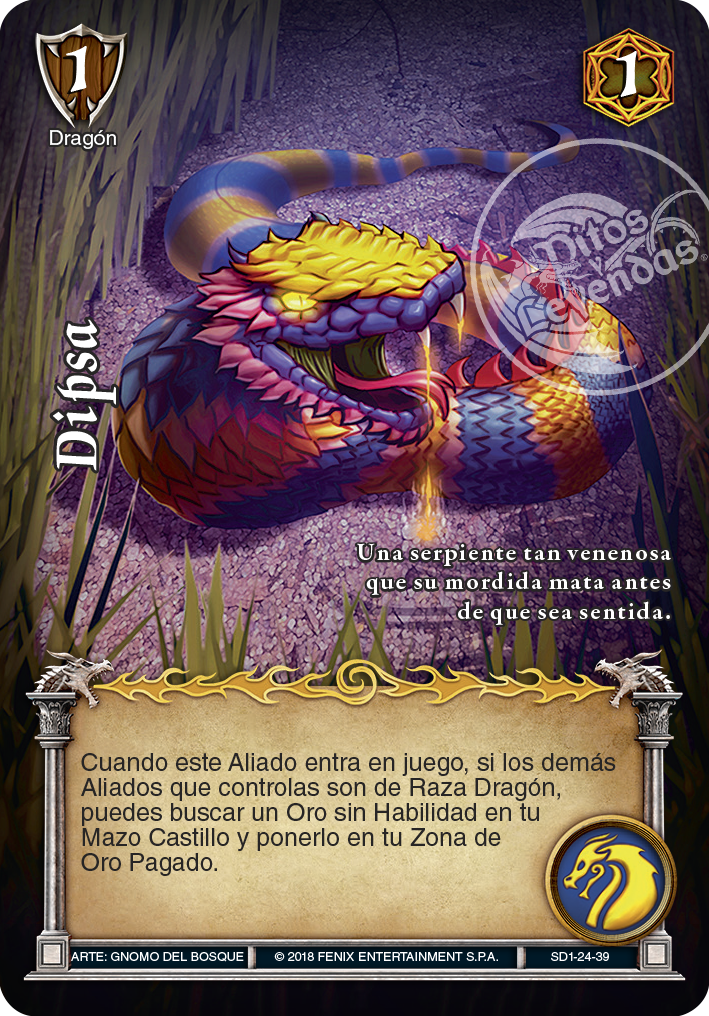 1
1
Dragón
Mitos
y
Leyendas®
Dipsa
Una serpiente tan venenosa
que su mordida mata antes
de que sea sentida.
Cuando este Aliado entra en juego, si los demás
Aliados que controlas son de Raza Dragón,
puedes buscar un Oro sin Habilidad en tu
Mazo Castillo y ponerlo en tu Zona de
Oro Pagado.
ARTE: GNOMO DEL BOSQUE
© 2018 FENIX ENTERTAINMENT S.P.A.
SD1-24-39